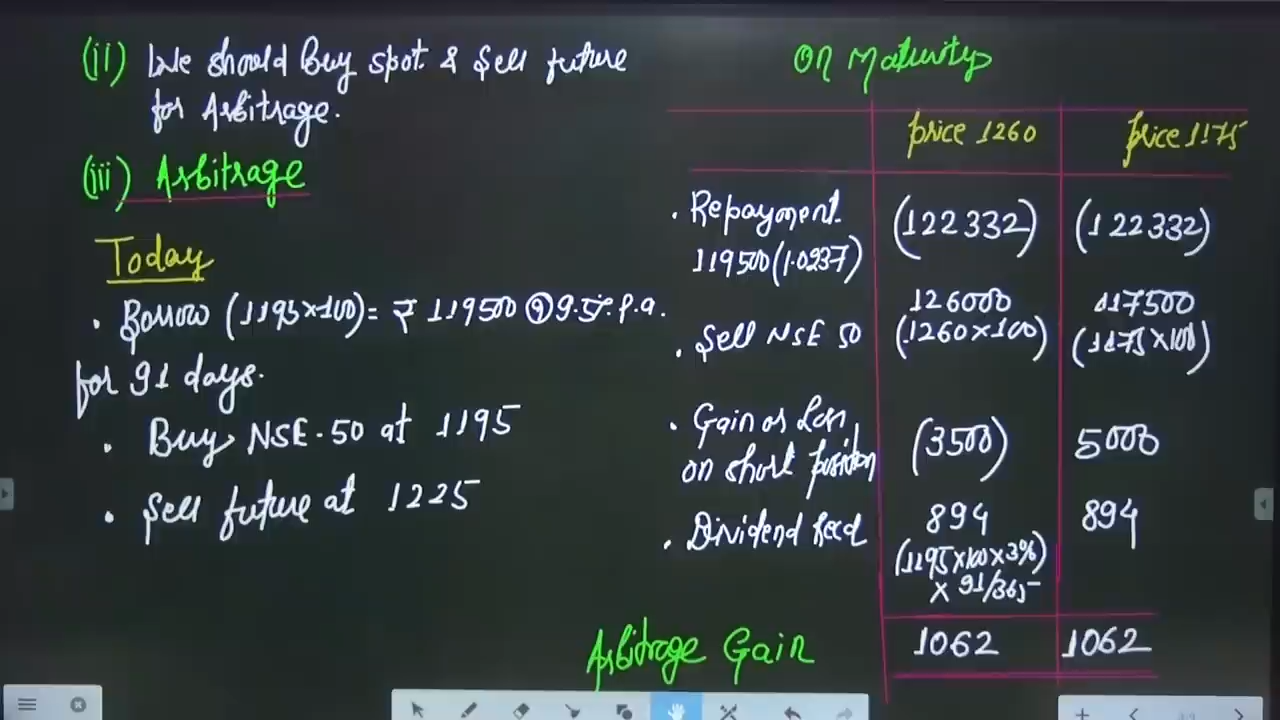 (ii) We should Buy spot & Sell future
for Arbitrage.
(iii) Arbitrage
Today
• Borrow (1195×100) = ₹ 119500 @ 9.5% p.a.
for 91 days.
• Buy NSE-50 at 1195
• Sell future at 1225
On Maturity
price 1260 price 1175
• Repayment (122332) (122332)
119500(1.0237)
126000 117500
• Sell NSE 50 (1260×100) (1175×100)
• Gain or Loss
on short position (3500) 5000
• Dividend Recd 894 894
(1195×100×3%)
× 91/365
Arbitrage Gain 1062 1062